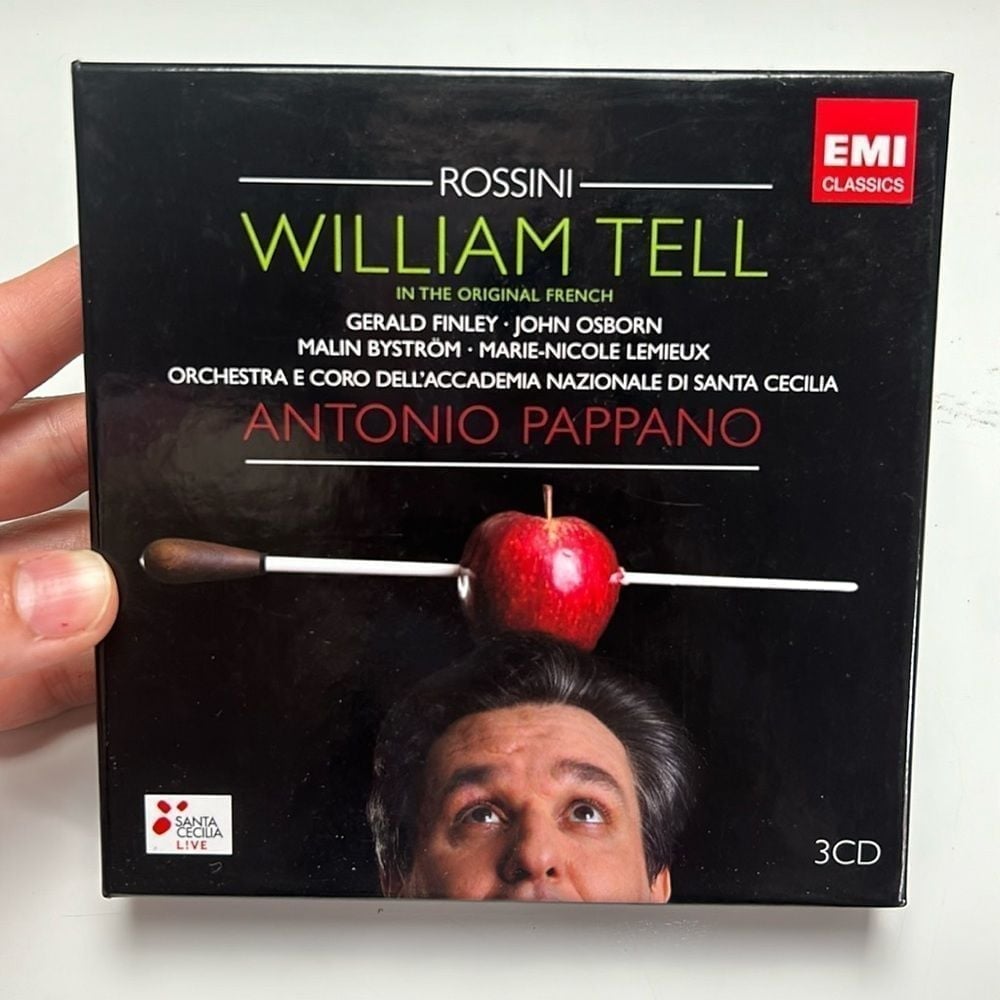 EMI
CLASSICS
ROSSINI
WILLIAM TELL
IN THE ORIGINAL FRENCH
GERALD FINLEY · JOHN OSBORN
MALIN BYSTRÖM · MARIE-NICOLE LEMIEUX
ORCHESTRA E CORO DELL'ACCADEMIA NAZIONALE DI SANTA CECILIA
ANTONIO PAPPANO
SANTA
CECILIA
L!VE
3CD